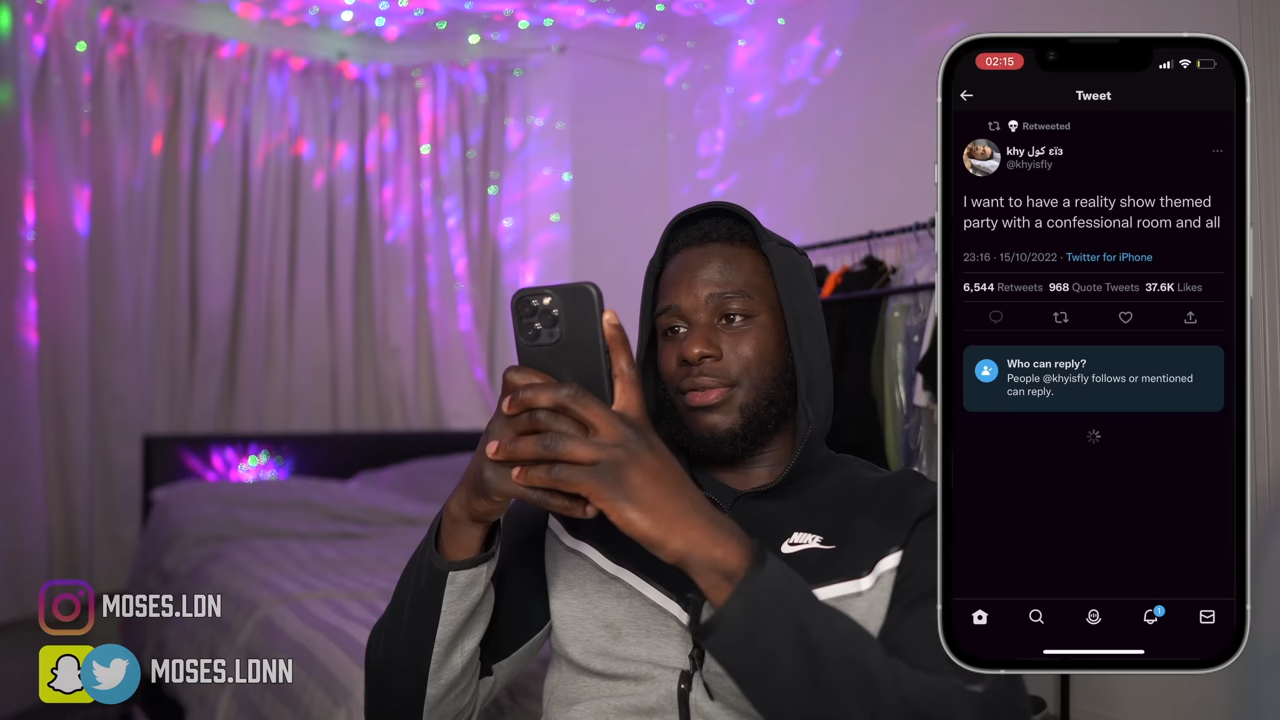 02:15
Tweet
Retweeted
khy كول εїз
@khyisfly
I want to have a reality show themed
party with a confessional room and all
23:16 · 15/10/2022 · Twitter for iPhone
6,544 Retweets 968 Quote Tweets 37.6K Likes
Who can reply?
People @khyisfly follows or mentioned
can reply.
1
NIKE
MOSES.LDN
MOSES.LDNN